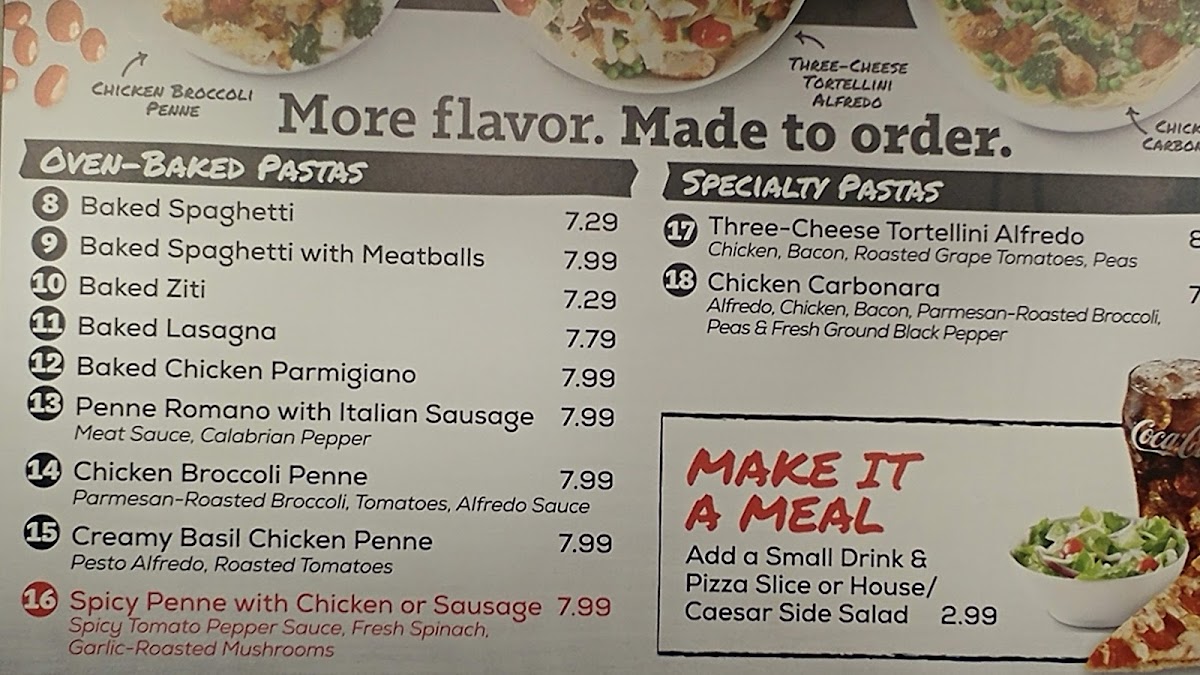 CHICKEN BROCCOLI
PENNE
THREE-CHEESE
TORTELLINI
ALFREDO
More flavor. Made to order.
OVEN-BAKED PASTAS
8 Baked Spaghetti 7.29
9 Baked Spaghetti with Meatballs 7.99
10 Baked Ziti 7.29
11 Baked Lasagna 7.79
12 Baked Chicken Parmigiano 7.99
13 Penne Romano with Italian Sausage 7.99
Meat Sauce, Calabrian Pepper
14 Chicken Broccoli Penne 7.99
Parmesan-Roasted Broccoli, Tomatoes, Alfredo Sauce
15 Creamy Basil Chicken Penne 7.99
Pesto Alfredo, Roasted Tomatoes
16 Spicy Penne with Chicken or Sausage 7.99
Spicy Tomato Pepper Sauce, Fresh Spinach,
Garlic-Roasted Mushrooms
SPECIALTY PASTAS
17 Three-Cheese Tortellini Alfredo
Chicken, Bacon, Roasted Grape Tomatoes, Peas
18 Chicken Carbonara 7
Alfredo, Chicken, Bacon, Parmesan-Roasted Broccoli,
Peas & Fresh Ground Black Pepper
MAKE IT
A MEAL
Add a Small Drink &
Pizza Slice or House/
Caesar Side Salad 2.99